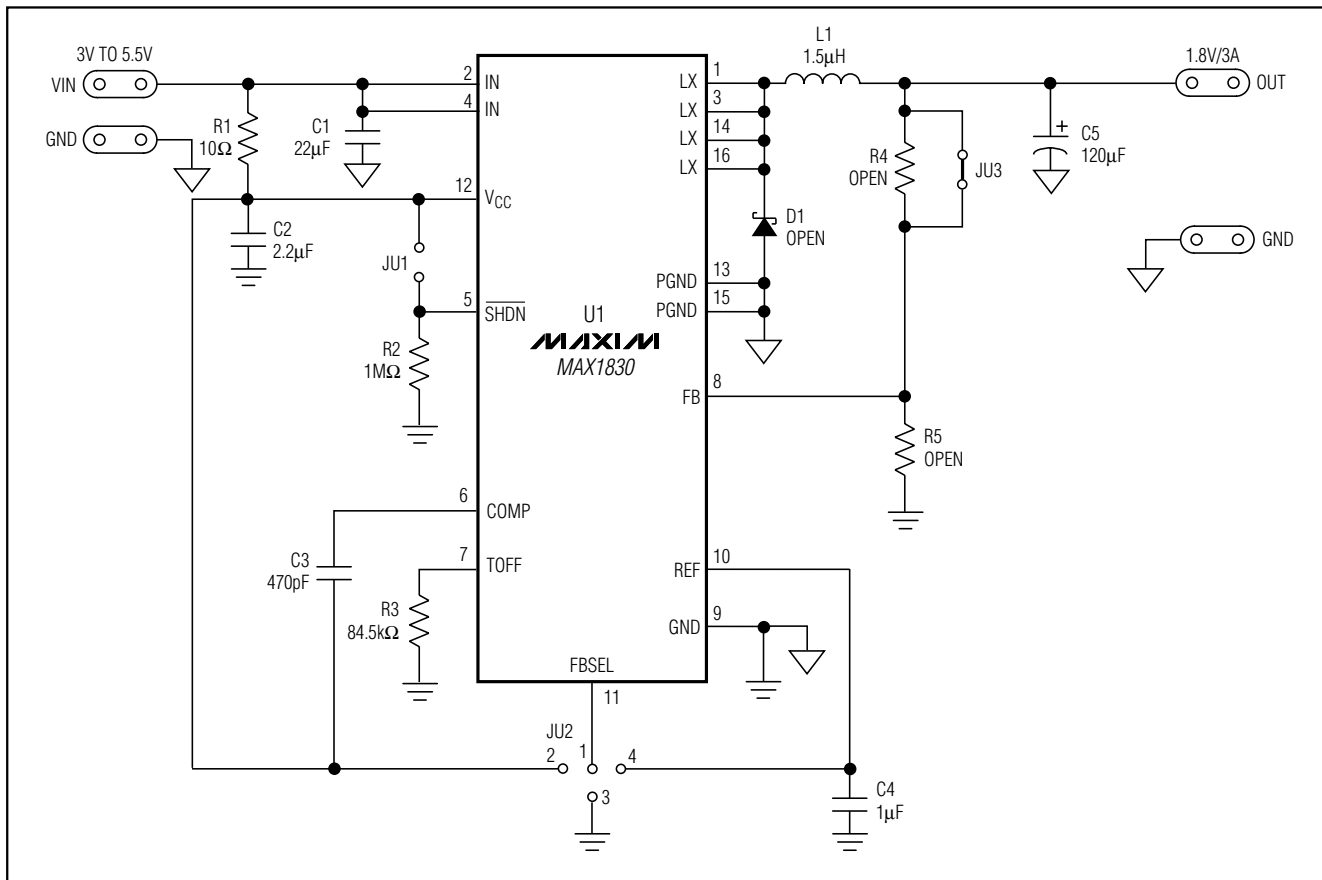 3V TO 5.5V
VIN
GND
R1
10Ω
C1
22µF
C2
2.2µF
JU1
R2
1MΩ
C3
470pF
R3
84.5kΩ
2
IN
4
IN
12
VCC
5
SHDN
6
COMP
7
TOFF
U1
MAXIM
MAX1830
FBSEL
11
1
LX
3
LX
14
LX
16
LX
13
PGND
15
PGND
8
FB
10
REF
9
GND
L1
1.5µH
D1
OPEN
R4
OPEN
JU3
C5
120µF
1.8V/3A
OUT
GND
R5
OPEN
JU2
2
1
4
3
C4
1µF